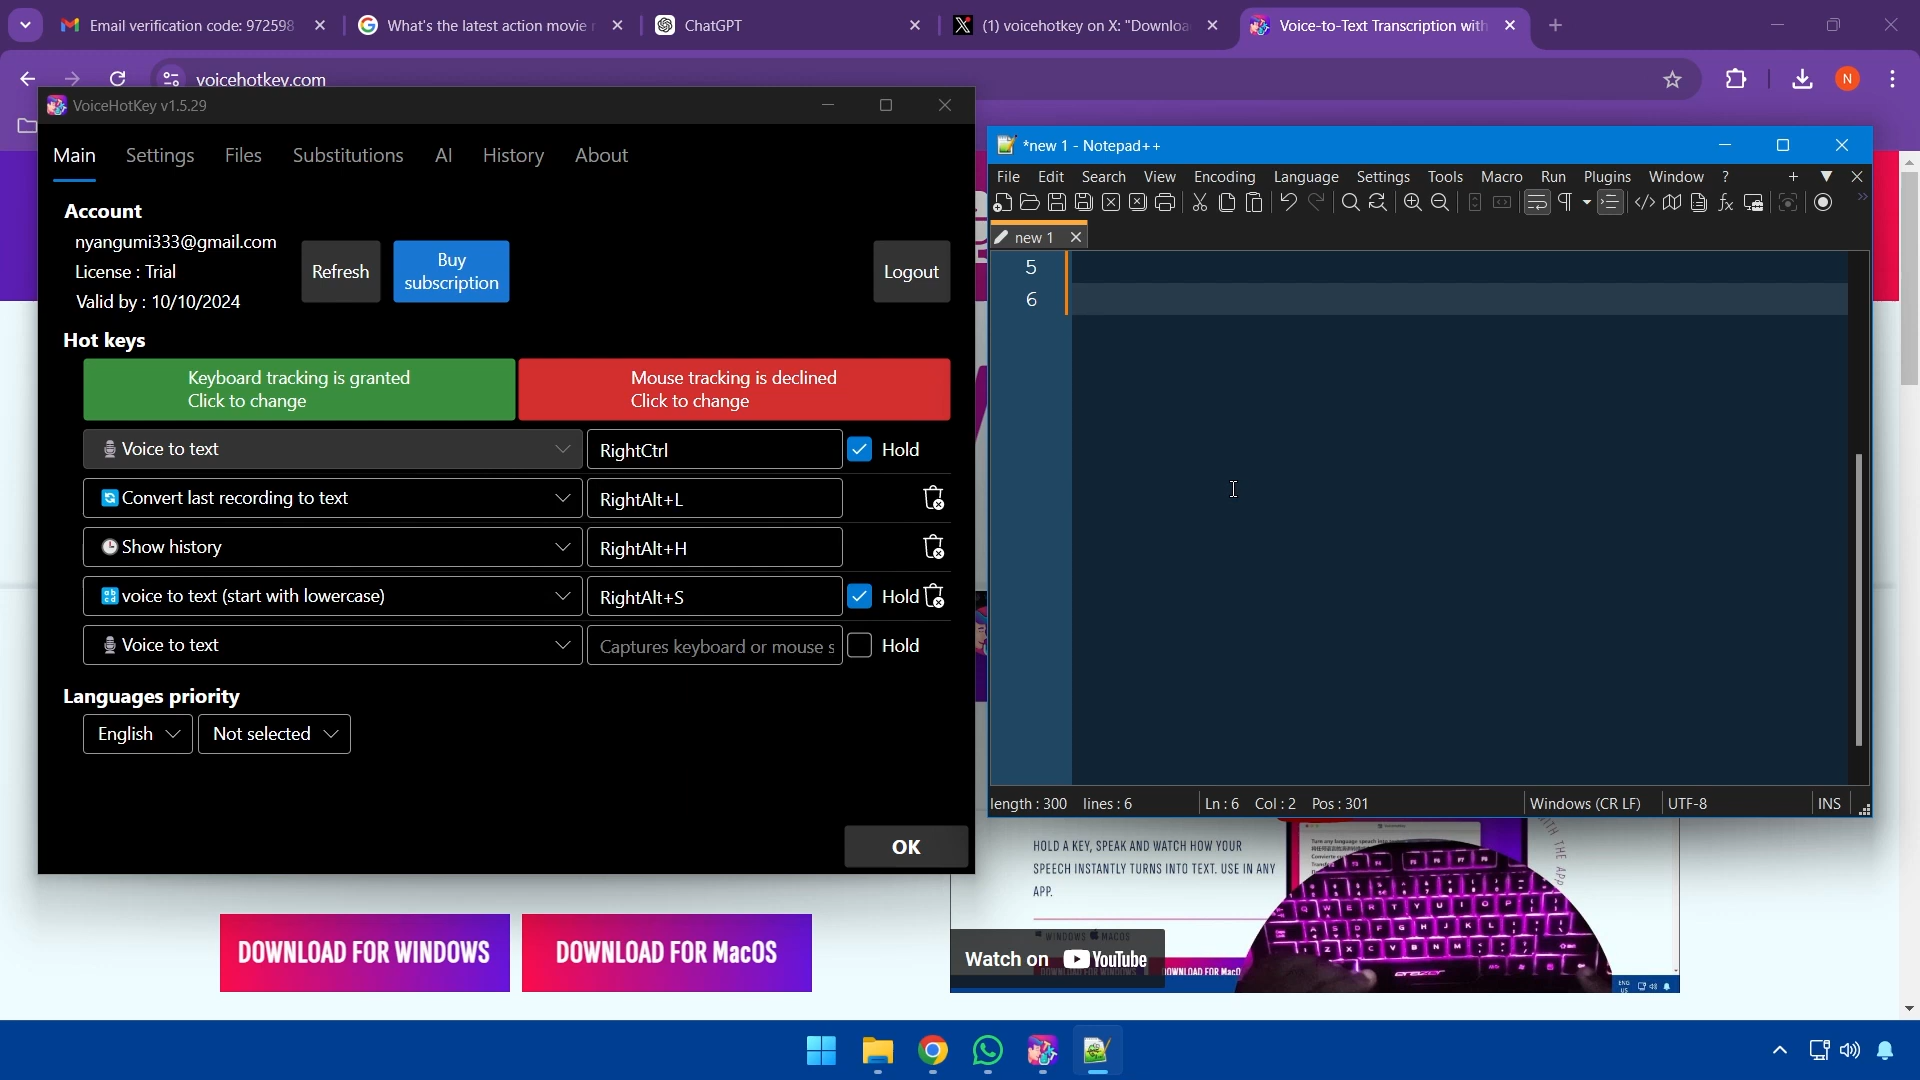 Email verification code: 972598
What's the latest action movie r
ChatGPT
(1) voicehotkey on X: "Downloa
Voice-to-Text Transcription with
voicehotkey.com
N
VoiceHotKey v1.5.29
Main Settings Files Substitutions AI History About
Account
nyangumi333@gmail.com
License : Trial
Valid by : 10/10/2024
Refresh
Buy
subscription
Logout
Hot keys
Keyboard tracking is granted
Click to change
Mouse tracking is declined
Click to change
Voice to text RightCtrl Hold
Convert last recording to text RightAlt+L
Show history RightAlt+H
voice to text (start with lowercase) RightAlt+S Hold
Voice to text Captures keyboard or mouse s Hold
Languages priority
English Not selected
OK
*new 1 - Notepad++
File Edit Search View Encoding Language Settings Tools Macro Run Plugins Window ?
new 1
5
6
length : 300 lines : 6 Ln : 6 Col : 2 Pos : 301 Windows (CR LF) UTF-8 INS
HOLD A KEY, SPEAK AND WATCH HOW YOUR
SPEECH INSTANTLY TURNS INTO TEXT. USE IN ANY
APP.
WINDOWS MACOS
Watch on YouTube
DOWNLOAD FOR WINDOWS
DOWNLOAD FOR MacOS